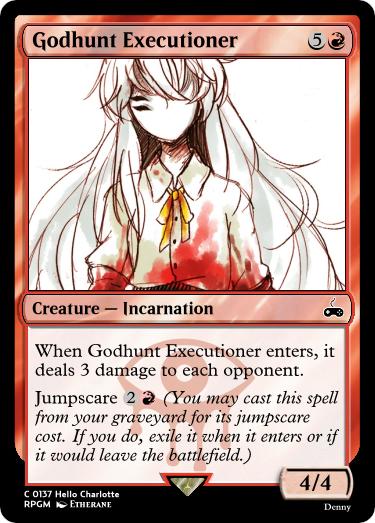 Godhunt Executioner 5
Creature — Incarnation
When Godhunt Executioner enters, it
deals 3 damage to each opponent.
Jumpscare 2 (You may cast this spell
from your graveyard for its jumpscare
cost. If you do, exile it when it enters or if
it would leave the battlefield.)
4/4
C 0137 Hello Charlotte
RPGM Etherane
Denny